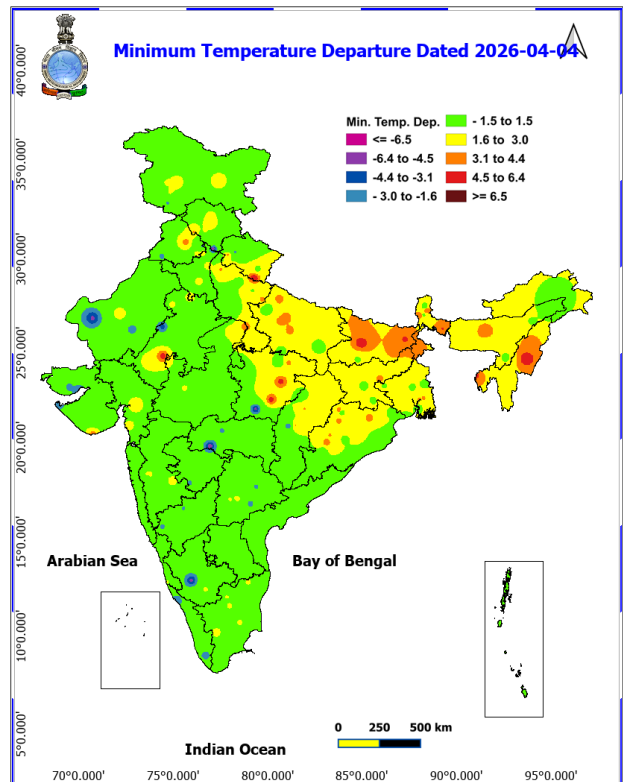 Minimum Temperature Departure Dated 2026-04-04
Min. Temp. Dep.
<= -6.5
-6.4 to -4.5
-4.4 to -3.1
- 3.0 to -1.6
- 1.5 to 1.5
1.6 to 3.0
3.1 to 4.4
4.5 to 6.4
>= 6.5
40°0.000'
35°0.000'
30°0.000'
25°0.000'
20°0.000'
15°0.000'
10°0.000'
5°0.000'
Arabian Sea
Bay of Bengal
Indian Ocean
0 250 500 km
70°0.000' 75°0.000' 80°0.000' 85°0.000' 90°0.000' 95°0.000'